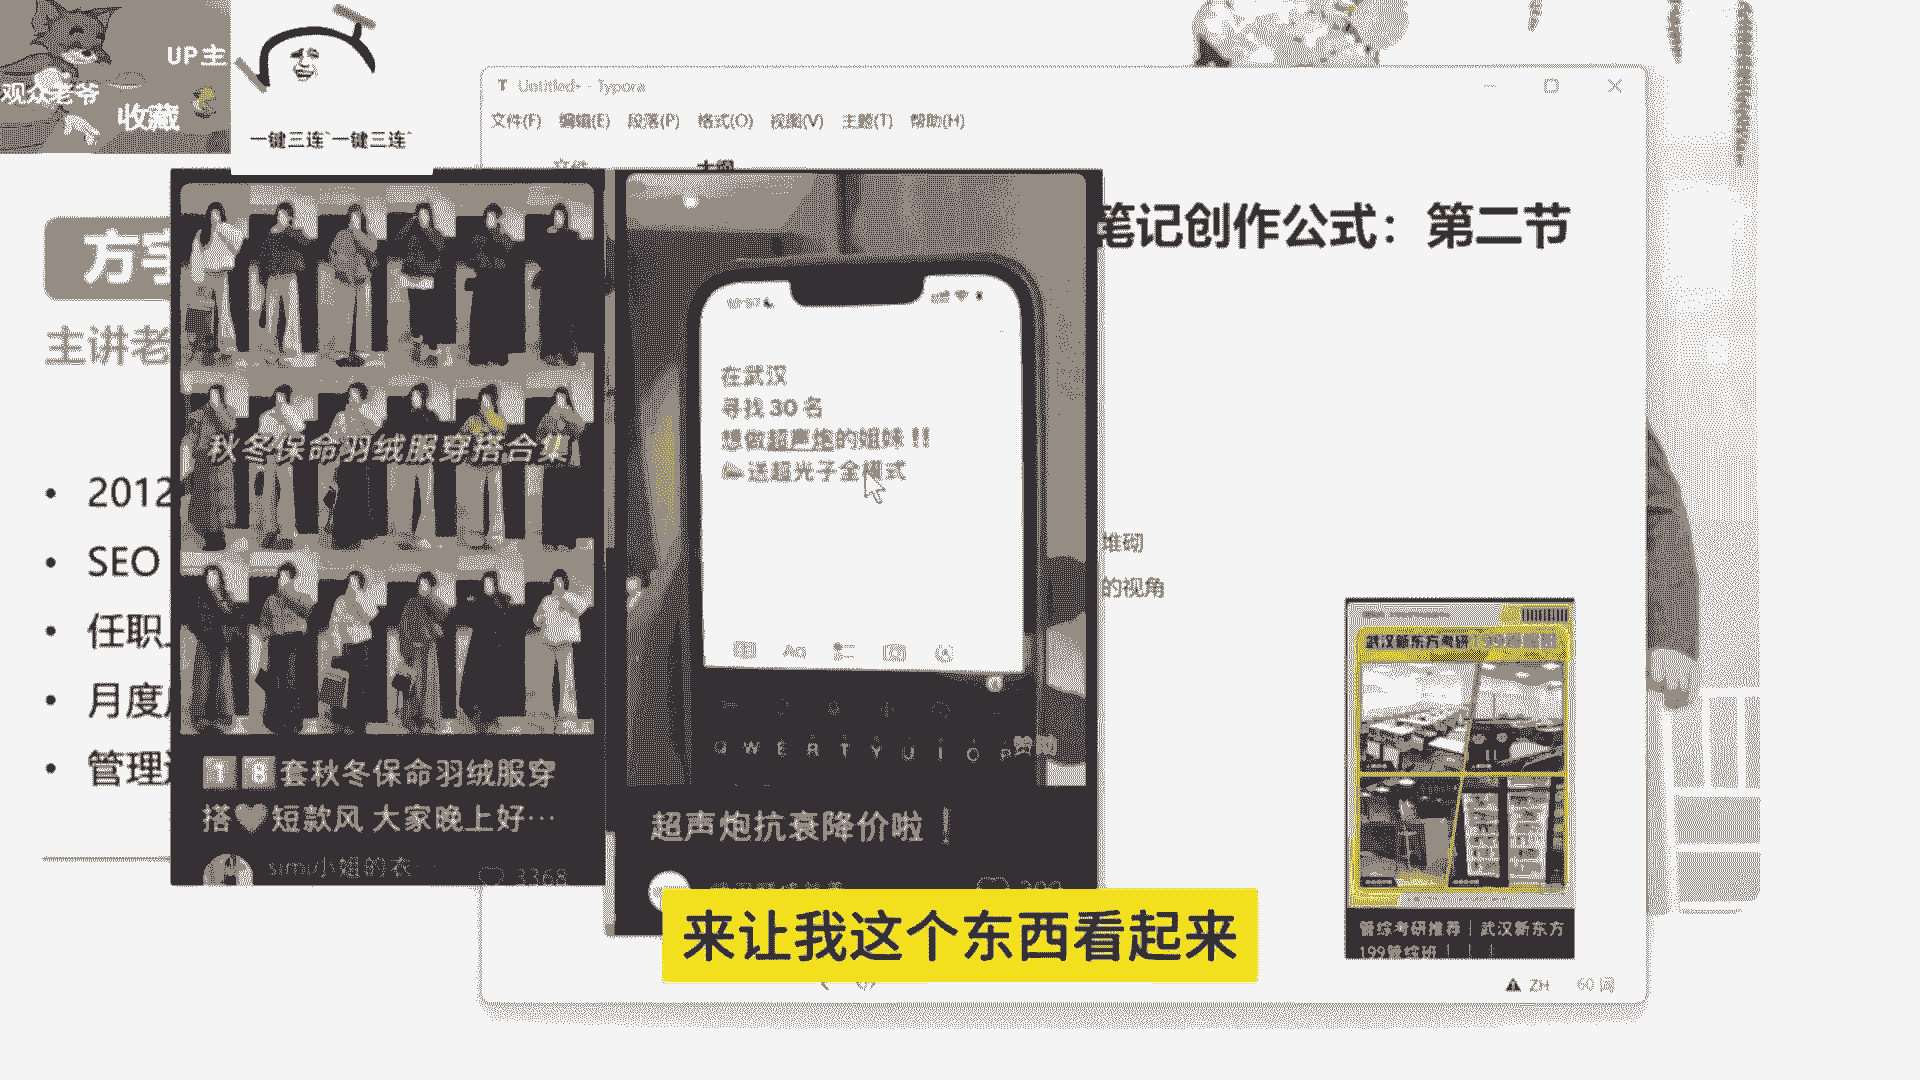 UP主
观众老爷
收藏
一键三连 一键三连
Untitled• - Typora
文件(F) 编辑(E) 段落(P) 格式(O) 视图(V) 主题(T) 帮助(H)
文件 大纲
笔记创作公式：第二节
方
主讲老
2012
SEO
任职
月度
管理
秋冬保命羽绒服穿搭合集
18套秋冬保命羽绒服穿
搭♥短款风 大家晚上好…
simi小姐的衣…
3368
在武汉
寻找 30 名
想做超声炮的姐妹 !!
送超光子全模式
Aa
Q W E R T Y U I O P
赞同
超声炮抗衰降价啦！
堆砌
的视角
武汉新东方考研
管综考研推荐｜武汉新东方
199管综班！！！
来让我这个东西看起来
ZH 60 词